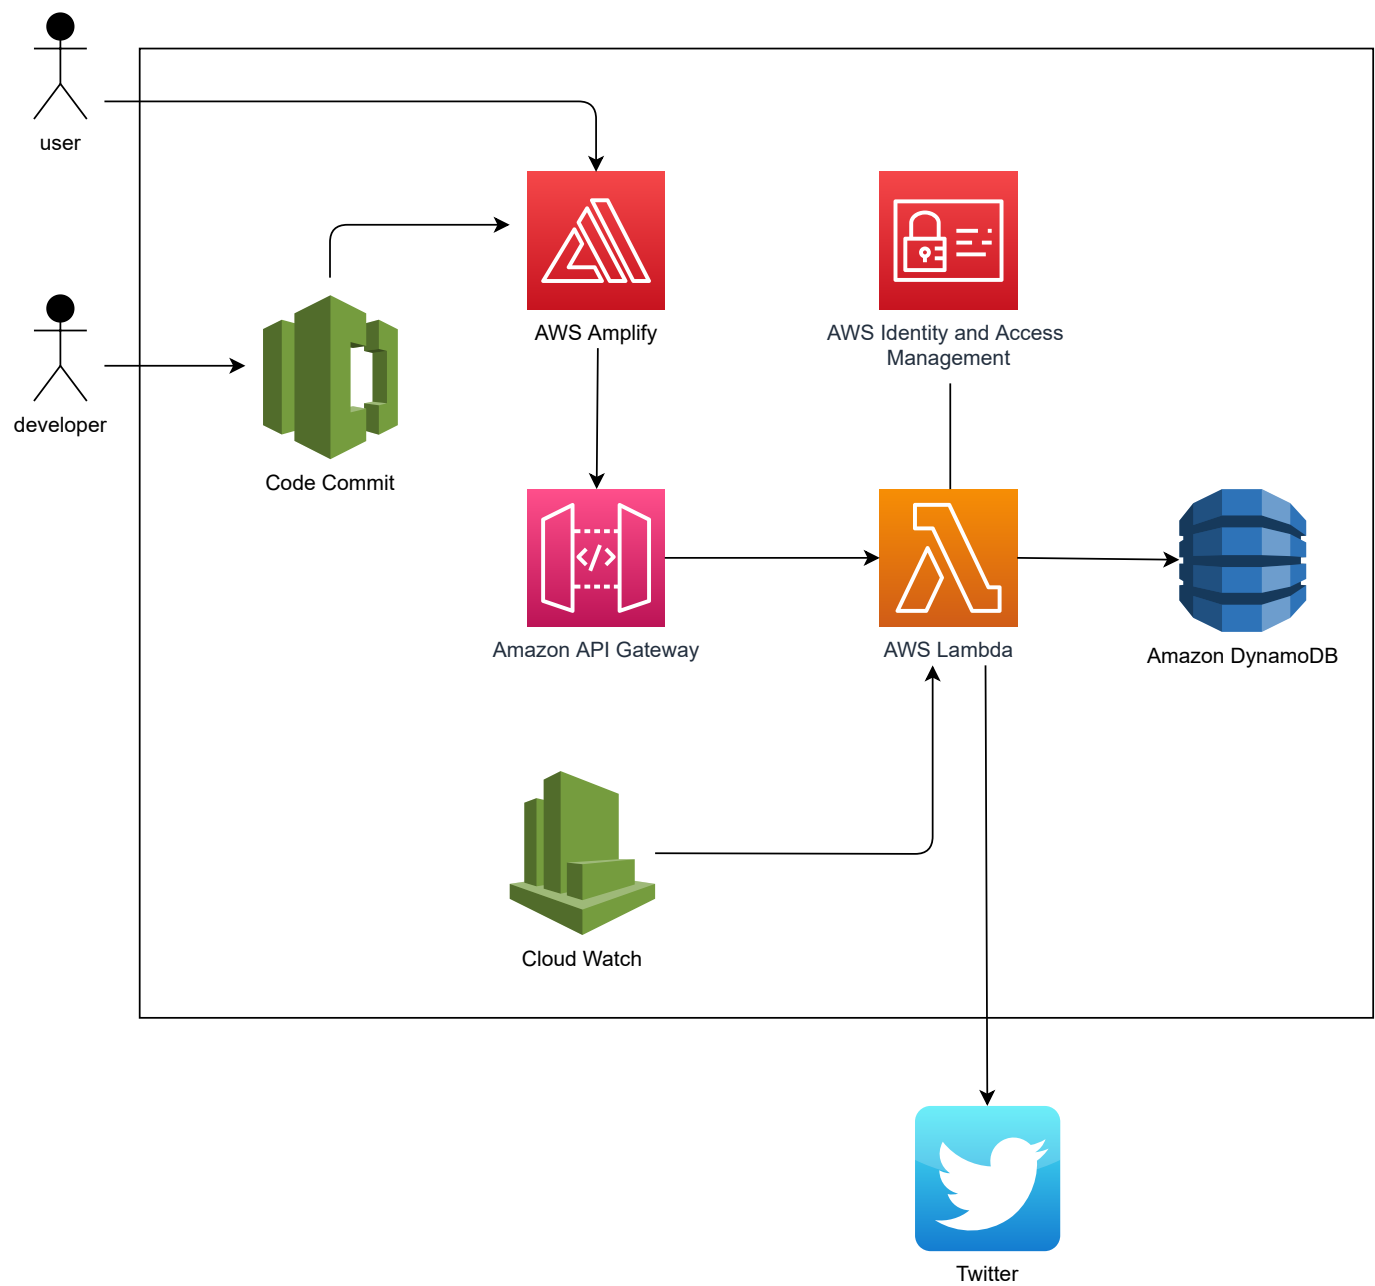 user
AWS Amplify
AWS Identity and Access
Management
developer
Code Commit
Amazon API Gateway
AWS Lambda
Amazon DynamoDB
Cloud Watch
Twitter